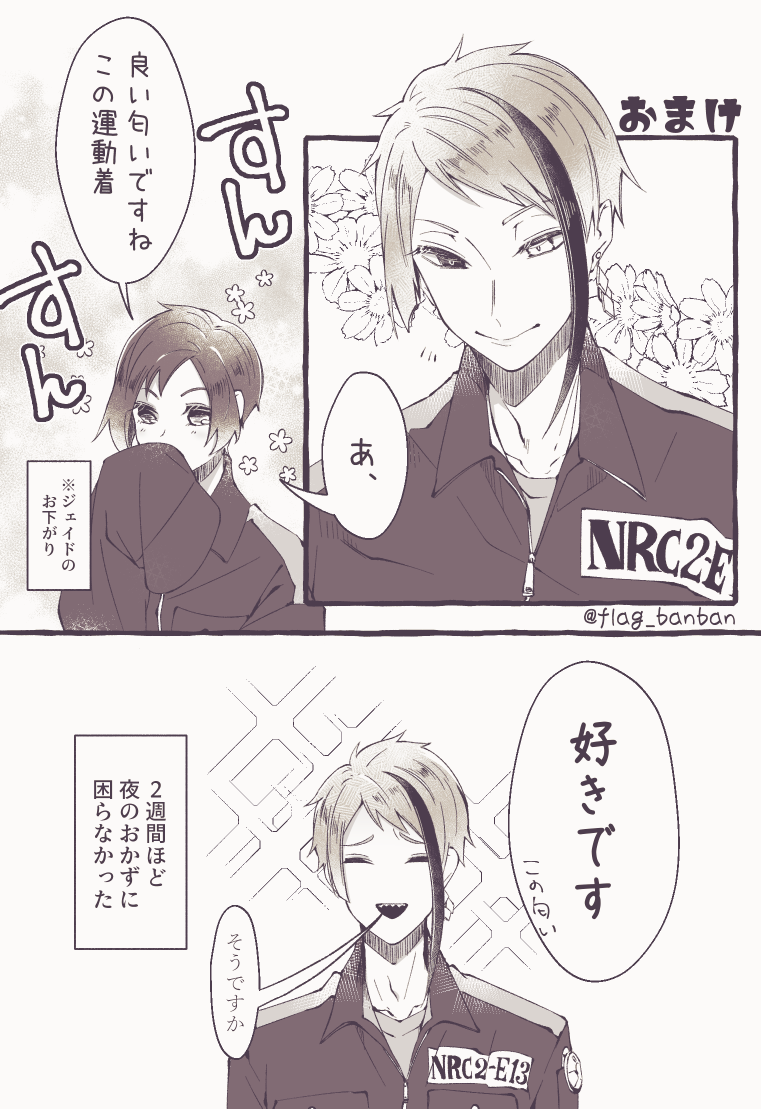 おまけ
NRC2-E
あ、
@flag_banban
良い匂いですね
この運動着
すん
すん
※ジェイドの
お下がり
好きです
この匂い
そうですか
NRC2-E13
2週間ほど
夜のおかずに
困らなかった